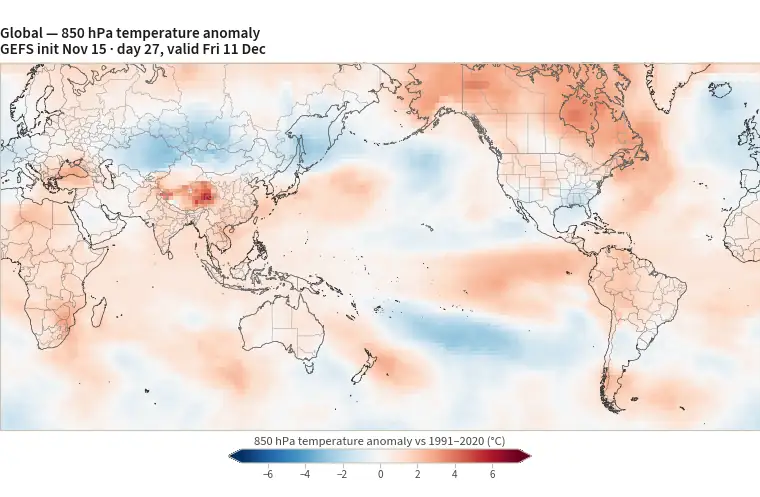 Global — 850 hPa temperature anomaly
GEFS init Nov 15 · day 27, valid Fri 11 Dec
850 hPa temperature anomaly vs 1991–2020 (°C)
−6 −4 −2 0 2 4 6